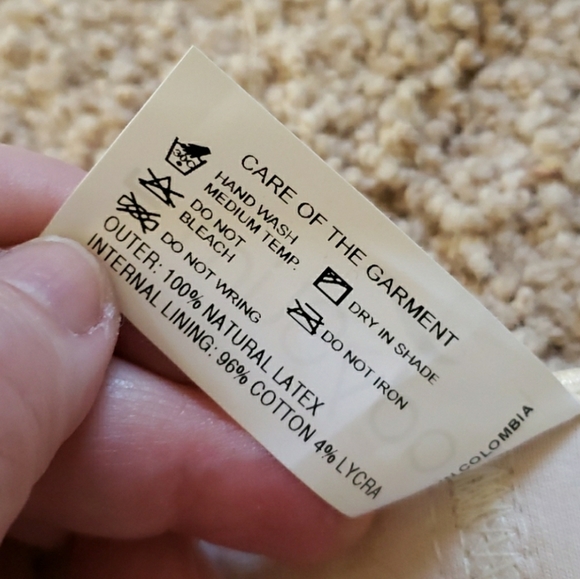 CARE OF THE GARMENT
30°C
HAND WASH
MEDIUM TEMP.
DO NOT
BLEACH
DO NOT WRING
DRY IN SHADE
DO NOT IRON
OUTER: 100% NATURAL LATEX
INTERNAL LINING: 96% COTTON 4% LYCRA
COLOMBIA